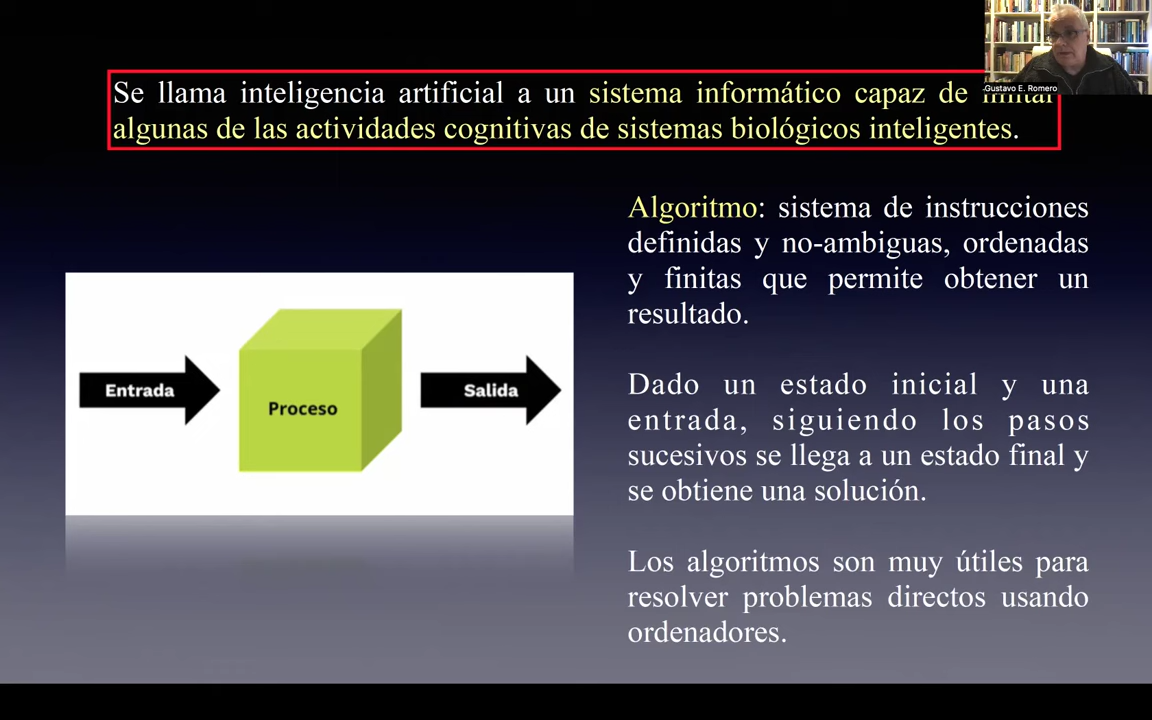 Se llama inteligencia artificial a un sistema informático capaz de imitar
algunas de las actividades cognitivas de sistemas biológicos inteligentes.
Gustavo E. Romero
Algoritmo: sistema de instrucciones
definidas y no-ambiguas, ordenadas
y finitas que permite obtener un
resultado.
Entrada
Proceso
Salida
Dado un estado inicial y una
entrada, siguiendo los pasos
sucesivos se llega a un estado final y
se obtiene una solución.
Los algoritmos son muy útiles para
resolver problemas directos usando
ordenadores.